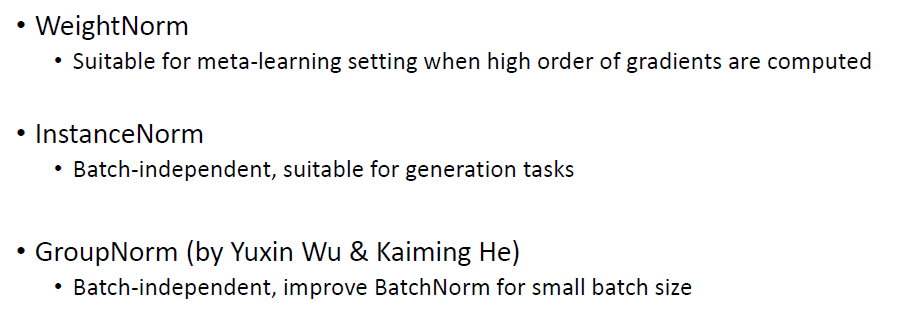 • WeightNorm
• Suitable for meta-learning setting when high order of gradients are computed
• InstanceNorm
• Batch-independent, suitable for generation tasks
• GroupNorm (by Yuxin Wu & Kaiming He)
• Batch-independent, improve BatchNorm for small batch size